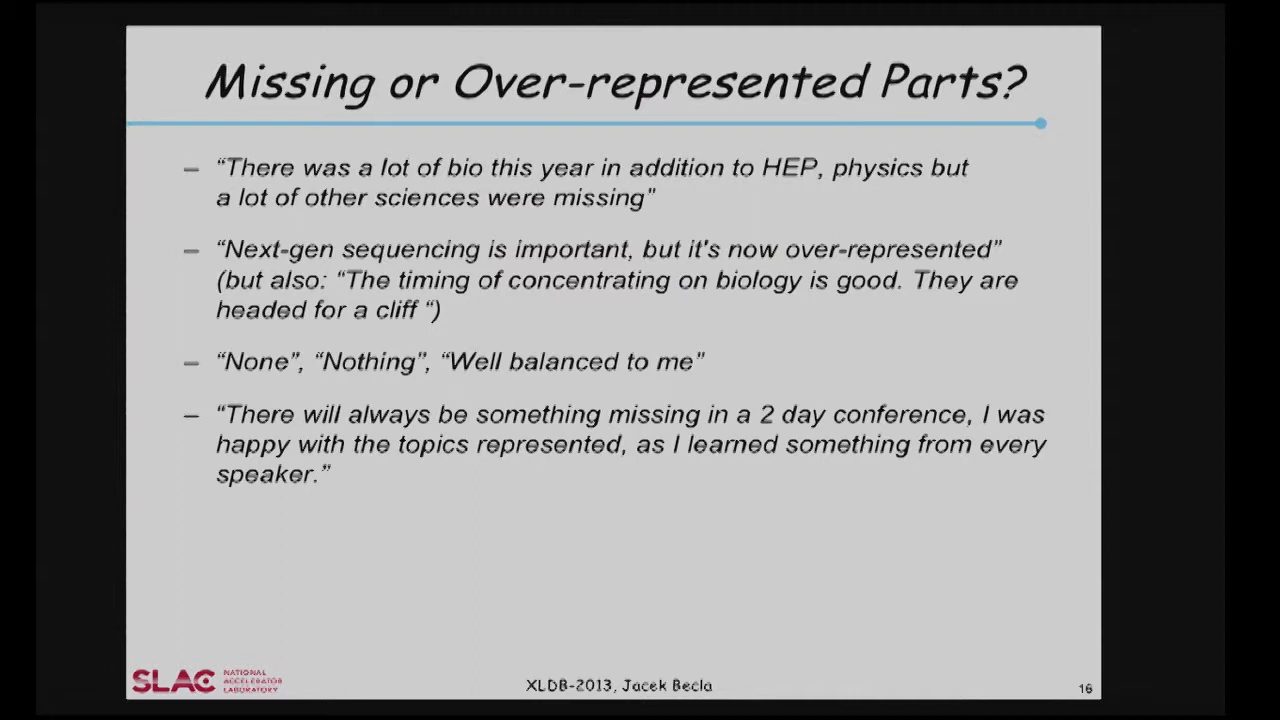 Missing or Over-represented Parts?
– “There was a lot of bio this year in addition to HEP, physics but
a lot of other sciences were missing”
– “Next-gen sequencing is important, but it's now over-represented”
(but also: “The timing of concentrating on biology is good. They are
headed for a cliff “)
– “None”, “Nothing”, “Well balanced to me”
– “There will always be something missing in a 2 day conference, I was
happy with the topics represented, as I learned something from every
speaker.”
SLAC NATIONAL
ACCELERATOR
LABORATORY
XLDB-2013, Jacek Becla
16